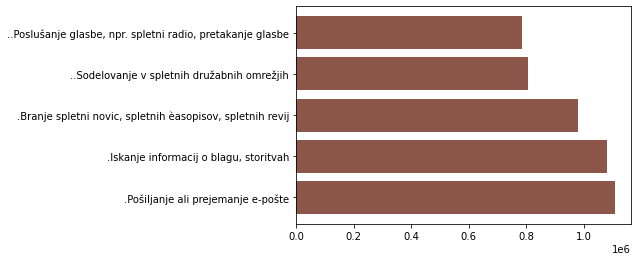 ..Poslušanje glasbe, npr. spletni radio, pretakanje glasbe
..Sodelovanje v spletnih družabnih omrežjih
.Branje spletni novic, spletnih èasopisov, spletnih revij
.Iskanje informacij o blagu, storitvah
.Pošiljanje ali prejemanje e-pošte
0.0 0.2 0.4 0.6 0.8 1.0
1e6